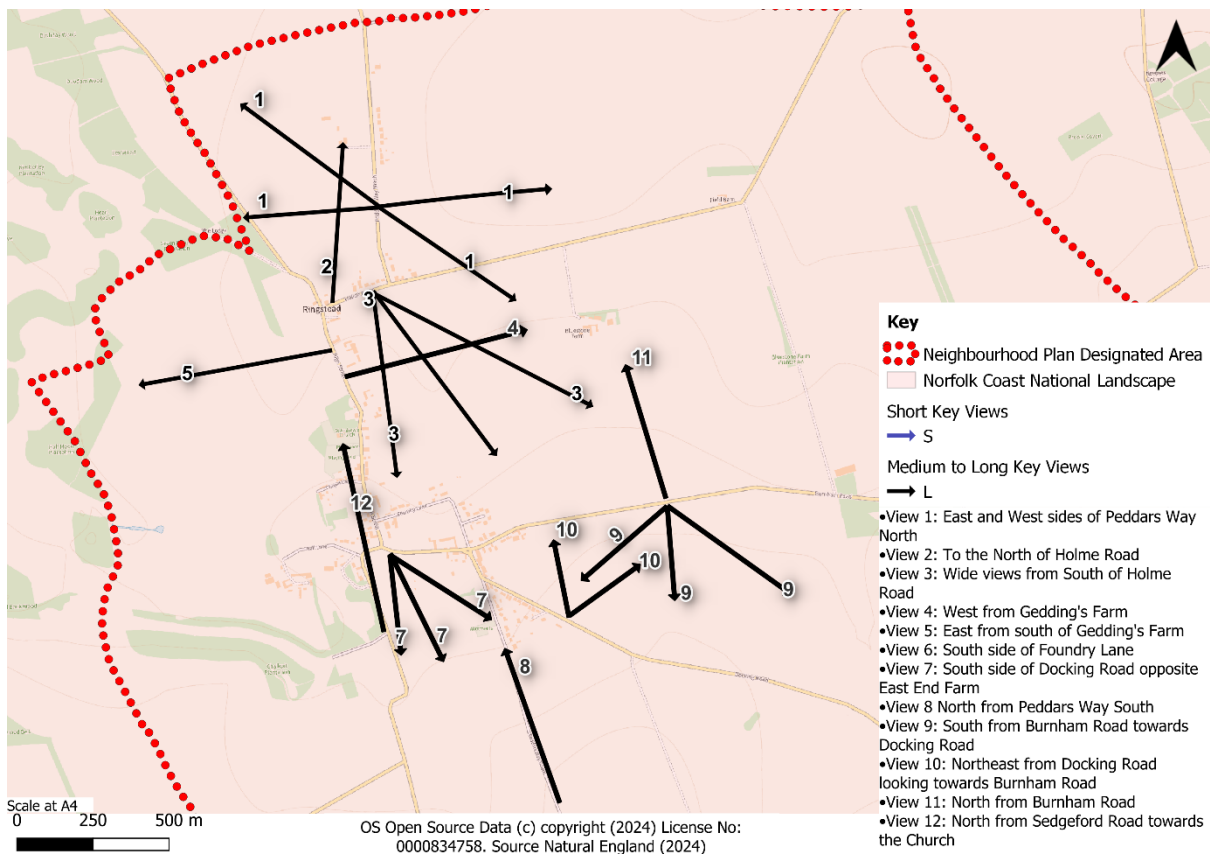 1
1
1
2
1
Ringstead
3
4
5
3
3
11
12
10
9
10
9
9
7
7
7
8
Key
Neighbourhood Plan Designated Area
Norfolk Coast National Landscape
Short Key Views
S
Medium to Long Key Views
L
•View 1: East and West sides of Peddars Way
North
•View 2: To the North of Holme Road
•View 3: Wide views from South of Holme
Road
•View 4: West from Gedding's Farm
•View 5: East from south of Gedding's Farm
•View 6: South side of Foundry Lane
•View 7: South side of Docking Road opposite
East End Farm
•View 8 North from Peddars Way South
•View 9: South from Burnham Road towards
Docking Road
•View 10: Northeast from Docking Road
looking towards Burnham Road
•View 11: North from Burnham Road
•View 12: North from Sedgeford Road towards
the Church
Scale at A4
0 250 500 m
OS Open Source Data (c) copyright (2024) License No:
0000834758. Source Natural England (2024)